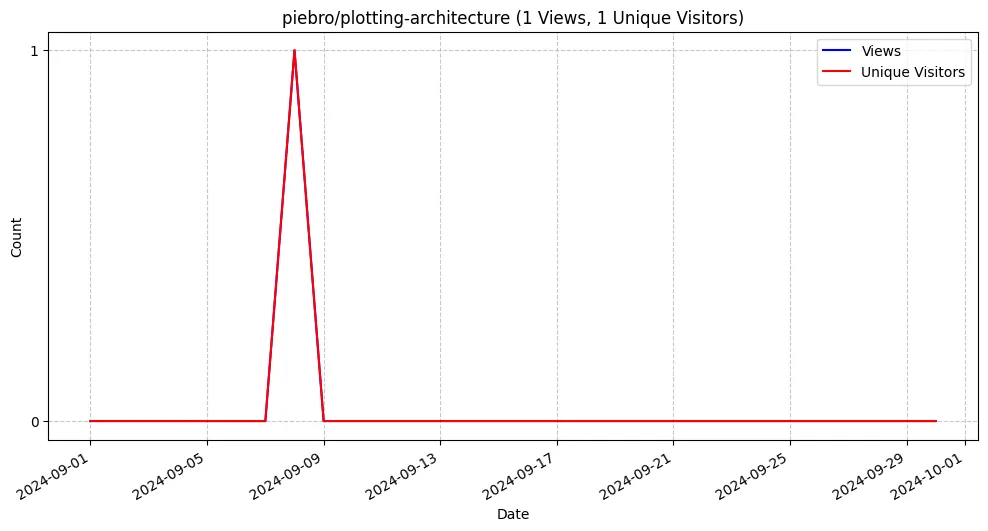 piebro/plotting-architecture (1 Views, 1 Unique Visitors)
Views
Unique Visitors
1
Count
0
2024-09-01
2024-09-05
2024-09-09
2024-09-13
2024-09-17
2024-09-21
2024-09-25
2024-09-29
2024-10-01
Date